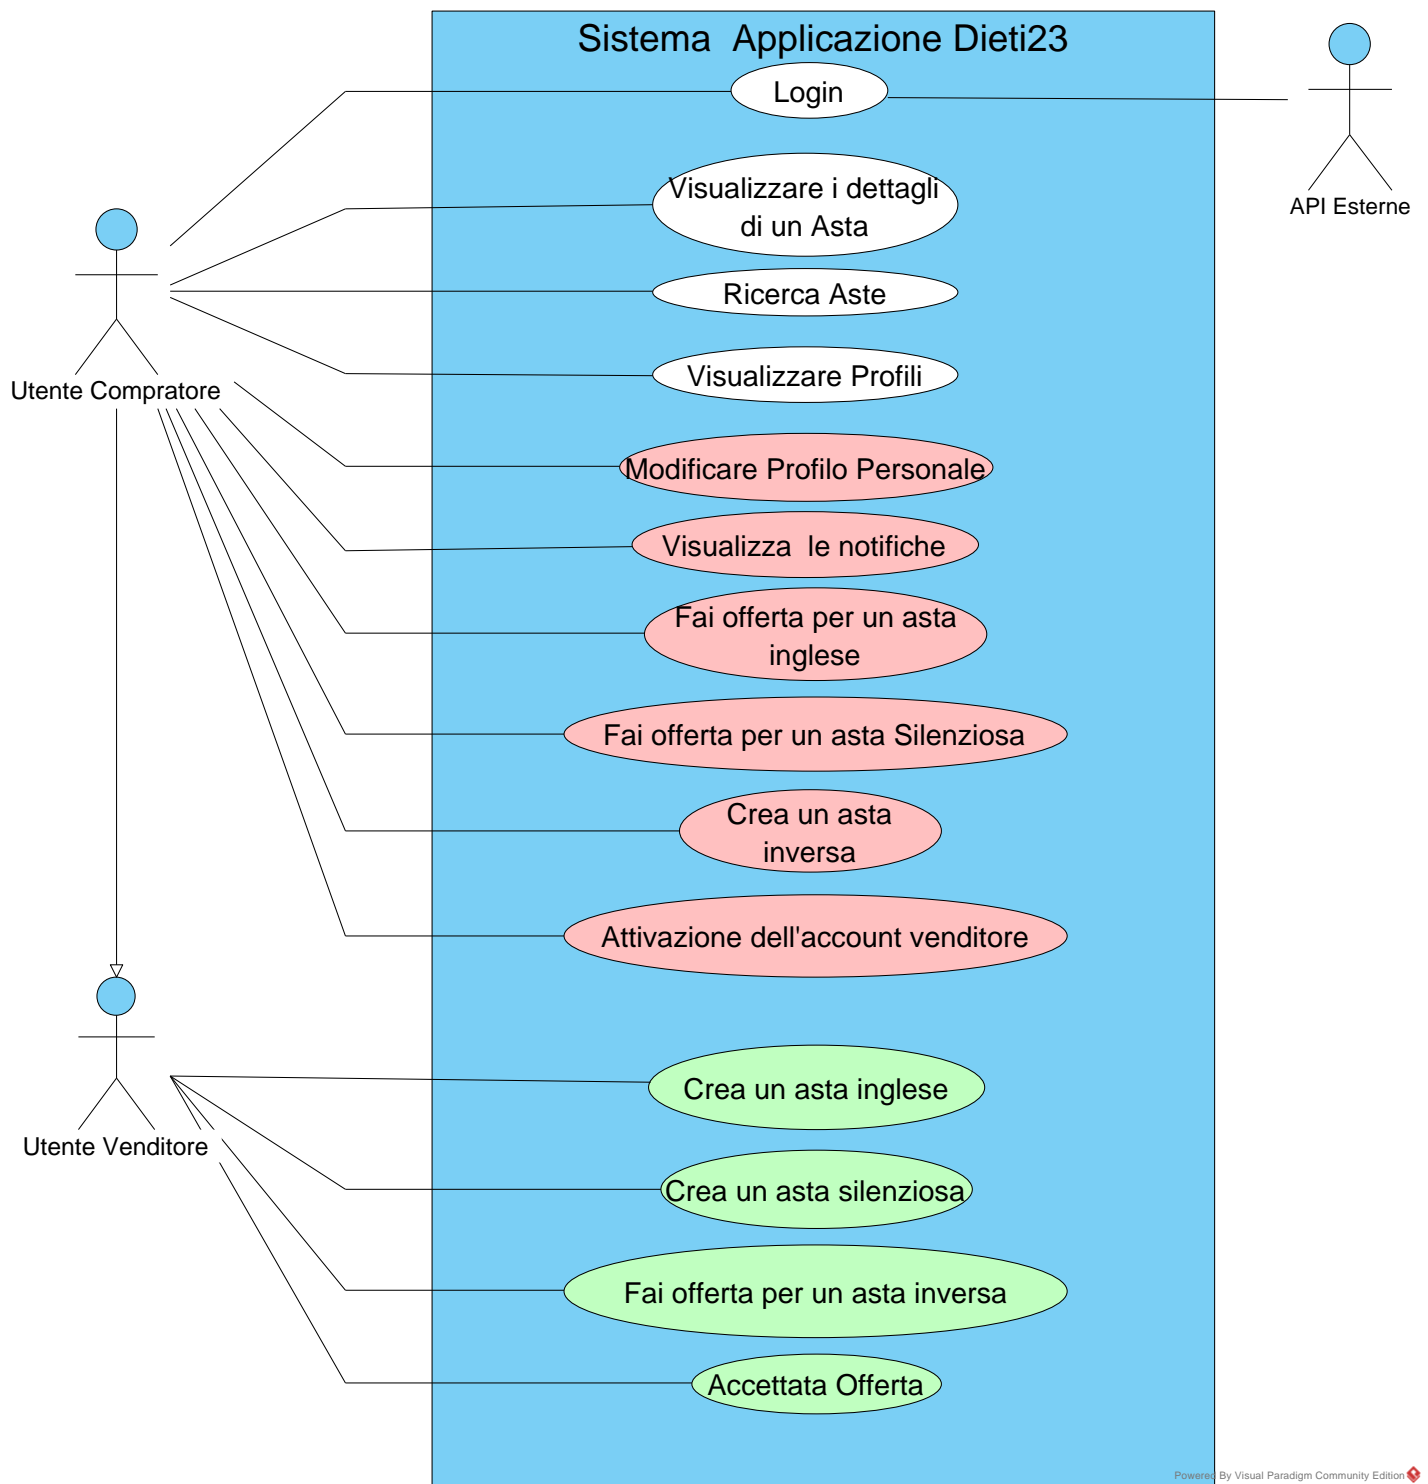 Sistema  Applicazione Dieti23
Login
API Esterne
Visualizzare i dettagli
di un Asta
Ricerca Aste
Visualizzare Profili
Utente Compratore
Modificare Profilo Personale
Visualizza  le notifiche
Fai offerta per un asta
inglese
Fai offerta per un asta Silenziosa
Crea un asta
inversa
Attivazione dell'account venditore
Crea un asta inglese
Utente Venditore
Crea un asta silenziosa
Fai offerta per un asta inversa
Accettata Offerta
Powered By Visual Paradigm Community Edition